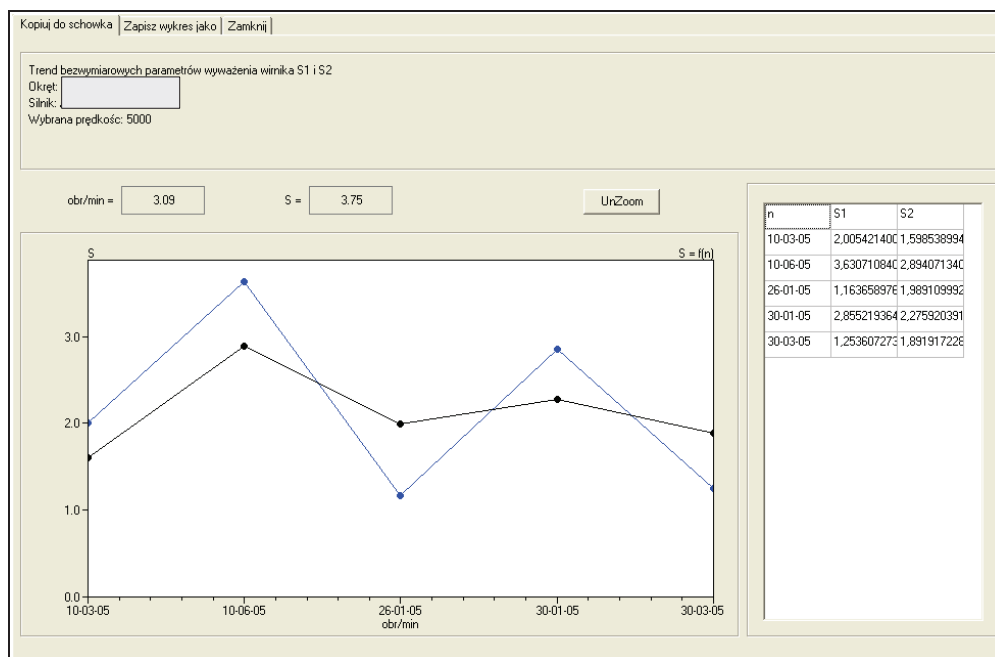 Kopiuj do schowka Zapisz wykres jako Zamknij
Trend bezwymiarowych parametrów wyważenia wirnika S1 i S2
Okręt:
Silnik:
Wybrana prędkośc: 5000
obr/min = 3.09 S = 3.75 UnZoom
S S = f(n)
3.0
2.0
1.0
0.0
10-03-05 10-06-05 26-01-05 30-01-05 30-03-05
obr/min
n S1 S2
10-03-05 2,005421400 1,598538994
10-06-05 3,630710840 2,894071340
26-01-05 1,163658976 1,989109992
30-01-05 2,855219364 2,275920391
30-03-05 1,253607273 1,891917228